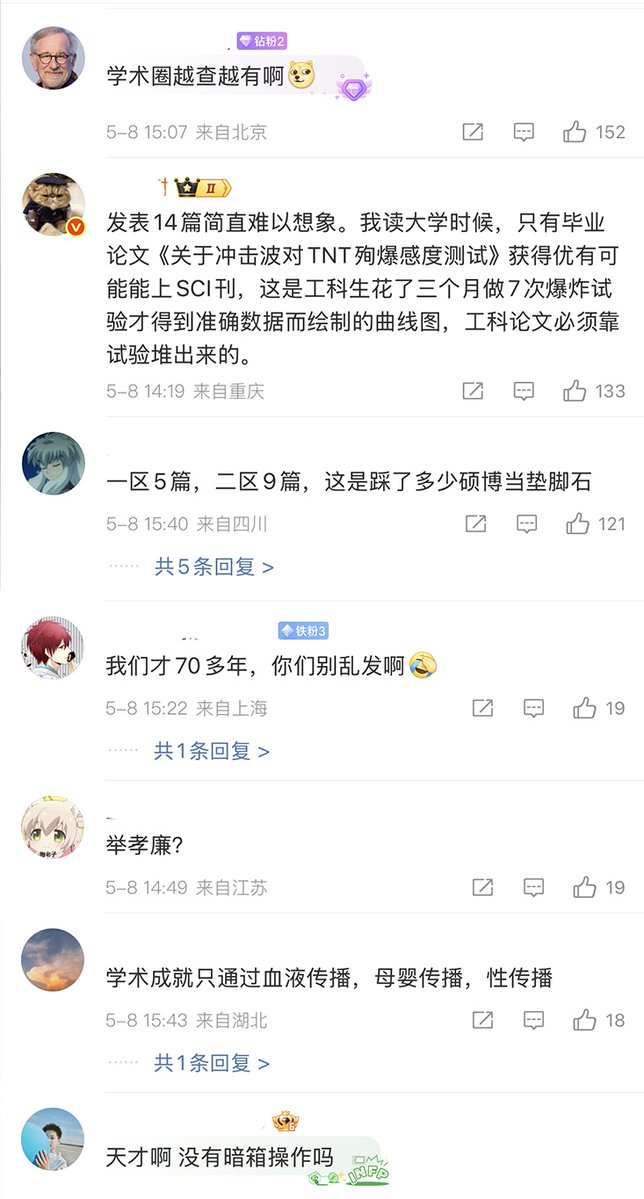 钻粉2
学术圈越查越有啊
5-8 15:07 来自北京
152
II
发表14篇简直难以想象。我读大学时候，只有毕业
论文《关于冲击波对TNT殉爆感度测试》获得优有可
能能上SCI刊，这是工科生花了三个月做7次爆炸试
验才得到准确数据而绘制的曲线图，工科论文必须靠
试验堆出来的。
5-8 14:19 来自重庆
133
一区5篇，二区9篇，这是踩了多少硕博当垫脚石
5-8 15:40 来自四川
121
共5条回复 >
铁粉3
我们才70多年，你们别乱发啊
5-8 15:22 来自上海
19
共1条回复 >
举孝廉?
5-8 14:49 来自江苏
19
学术成就只通过血液传播，母婴传播，性传播
5-8 15:43 来自湖北
18
共1条回复 >
天才啊 没有暗箱操作吗
INFP